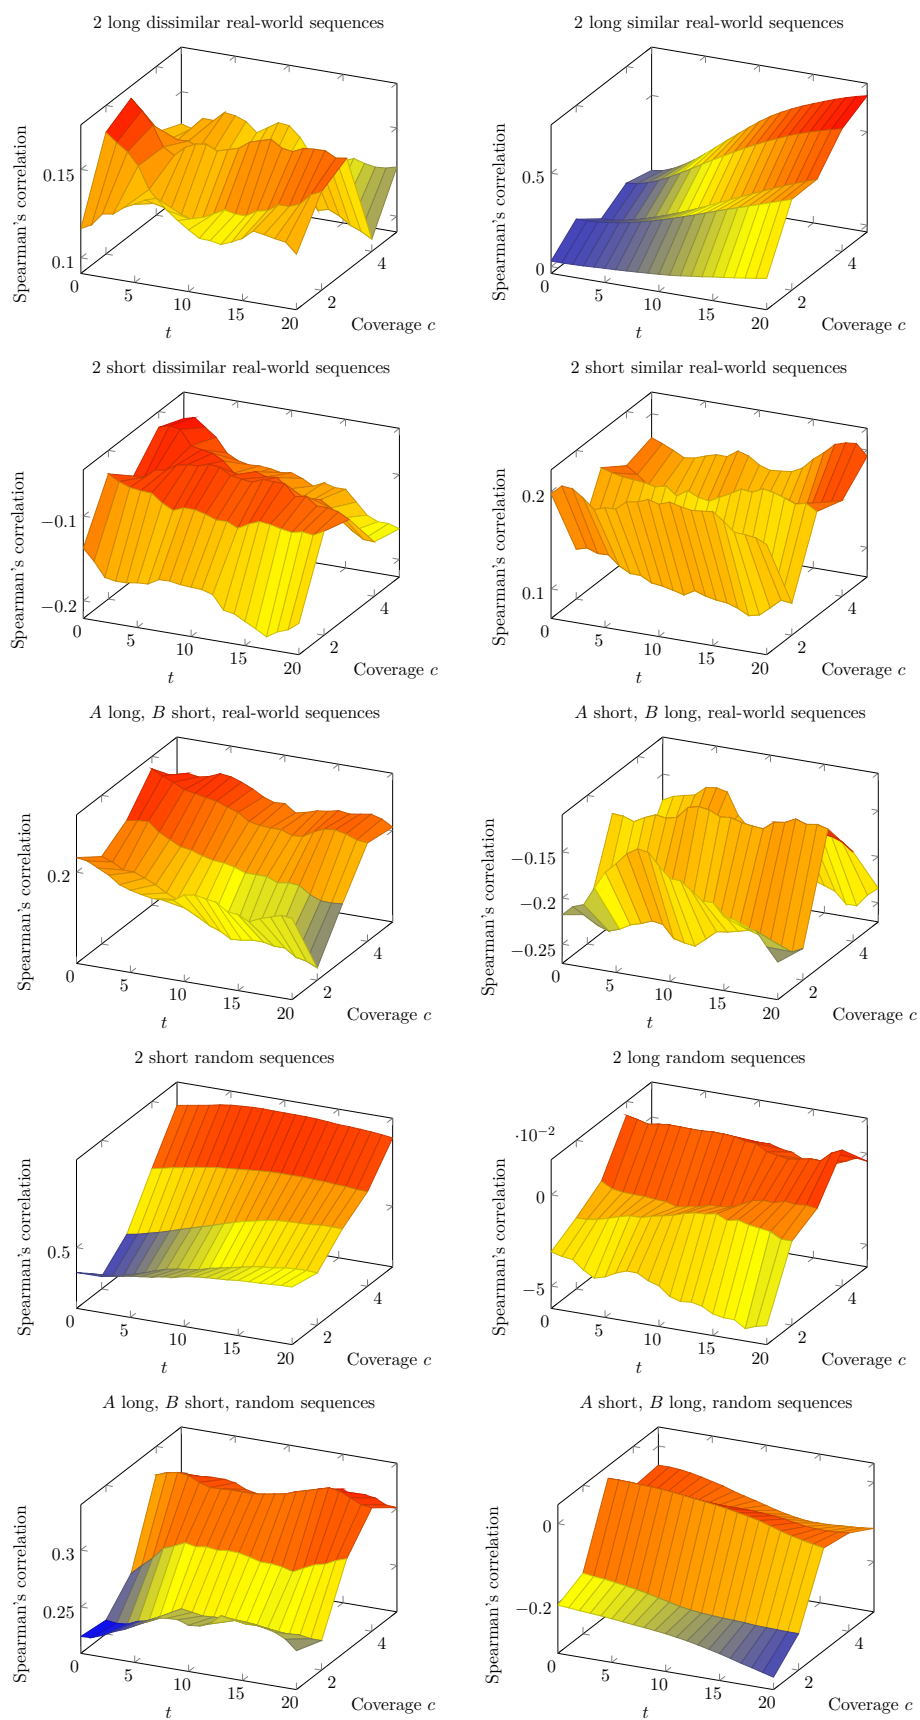 2 long dissimilar real-world sequences
Spearman's correlation
0.15
0.1
0
5
10
15
20
2
4
t
Coverage c
2 long similar real-world sequences
Spearman's correlation
0.5
0
0
5
10
15
20
2
4
t
Coverage c
2 short dissimilar real-world sequences
Spearman's correlation
−0.1
−0.2
0
5
10
15
20
2
4
t
Coverage c
2 short similar real-world sequences
Spearman's correlation
0.2
0.1
0
5
10
15
20
2
4
t
Coverage c
A long, B short, real-world sequences
Spearman's correlation
0.2
0
5
10
15
20
2
4
t
Coverage c
A short, B long, real-world sequences
Spearman's correlation
−0.15
−0.2
−0.25
0
5
10
15
20
2
4
t
Coverage c
2 short random sequences
Spearman's correlation
0.5
0
5
10
15
20
2
4
t
Coverage c
2 long random sequences
·10⁻²
Spearman's correlation
0
−5
0
5
10
15
20
2
4
t
Coverage c
A long, B short, random sequences
Spearman's correlation
0.3
0.25
0
5
10
15
20
2
4
t
Coverage c
A short, B long, random sequences
Spearman's correlation
0
−0.2
0
5
10
15
20
2
4
t
Coverage c